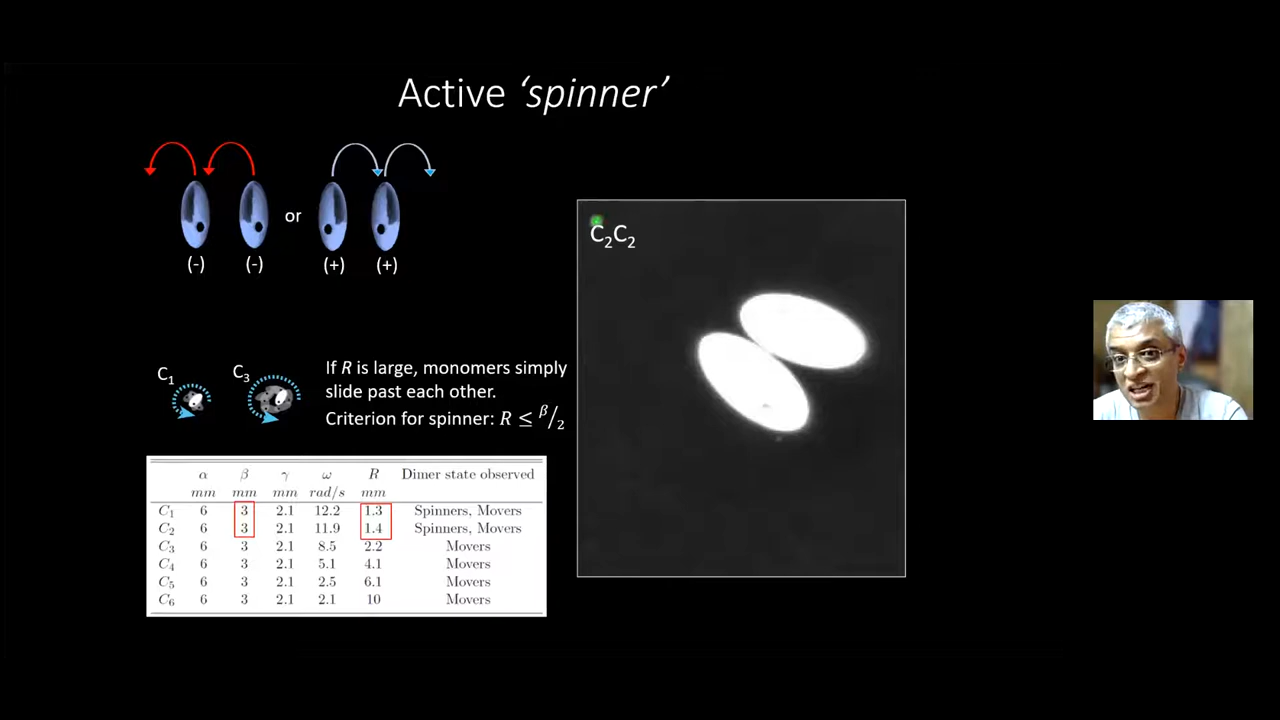 Active ‘spinner’
or
(-) (-) (+) (+)
C₂C₂
C₁ C₃
If R is large, monomers simply
slide past each other.
Criterion for spinner: R ≤ β/2
α β γ ω R Dimer state observed
mm mm mm rad/s mm
C₁ 6 3 2.1 12.2 1.3 Spinners, Movers
C₂ 6 3 2.1 11.9 1.4 Spinners, Movers
C₃ 6 3 2.1 8.5 2.2 Movers
C₄ 6 3 2.1 5.1 4.1 Movers
C₅ 6 3 2.1 2.5 6.1 Movers
C₆ 6 3 2.1 2.1 10 Movers